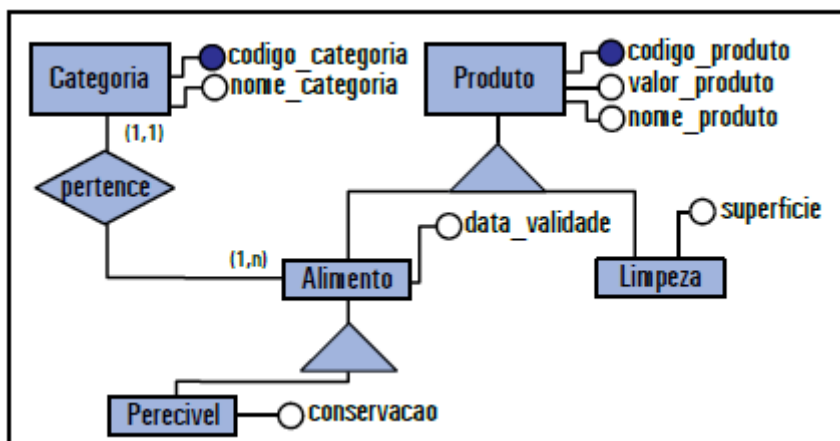 Categoria
codigo_categoria
nome_categoria
Produto
codigo_produto
valor_produto
nome_produto
(1,1)
pertence
(1,n)
Alimento
data_validade
superficie
Limpeza
Perecivel
conservacao